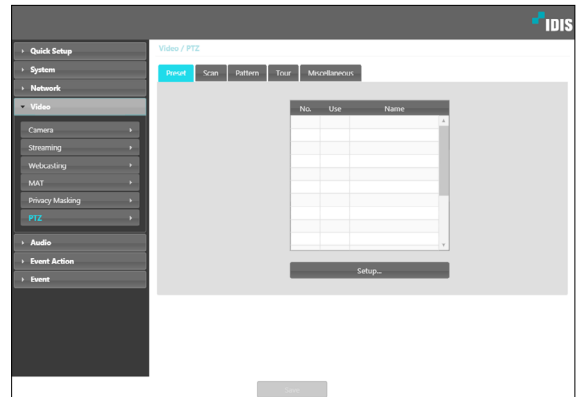 IDIS
Quick Setup
System
Network
Video
Camera
Streaming
Webcasting
MAT
Privacy Masking
PTZ
Audio
Event Action
Event
Video / PTZ
Preset Scan Pattern Tour Miscellaneous
No. Use Name
Setup...
Save